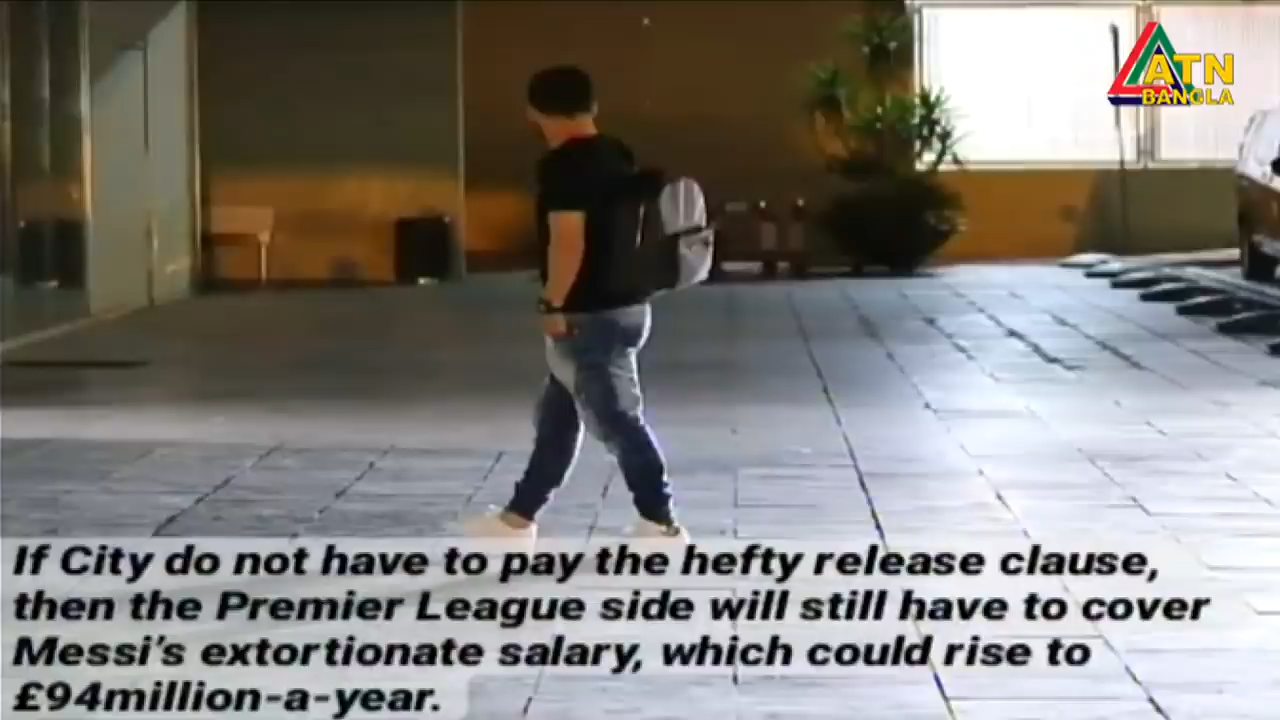 ATN
BANGLA
If City do not have to pay the hefty release clause,
then the Premier League side will still have to cover
Messi's extortionate salary, which could rise to
£94million-a-year.